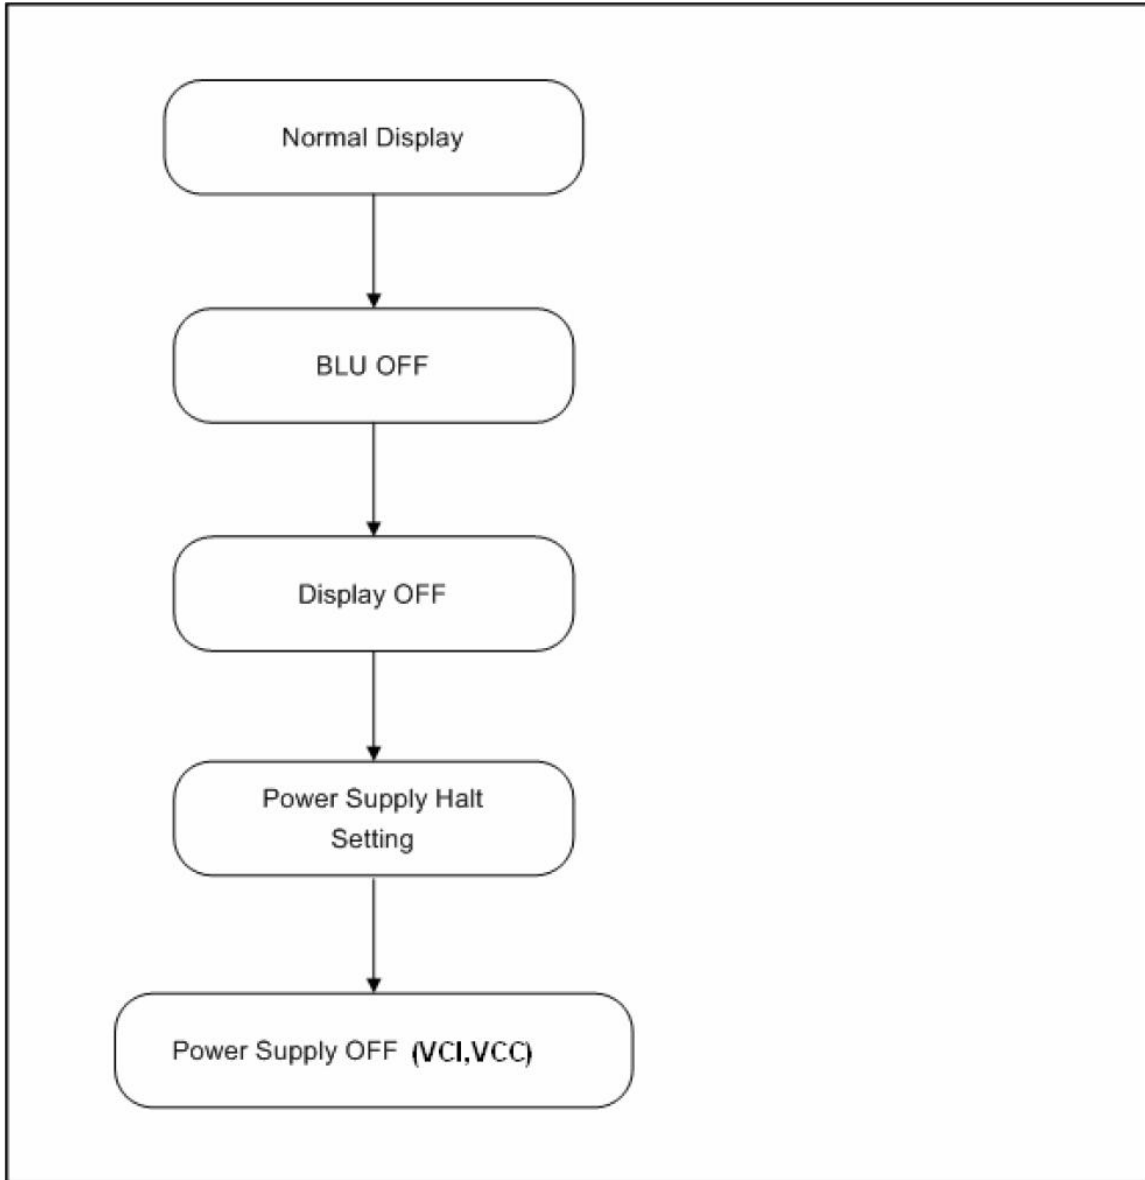 Normal Display
BLU OFF
Display OFF
Power Supply Halt
Setting
Power Supply OFF (VCI,VCC)